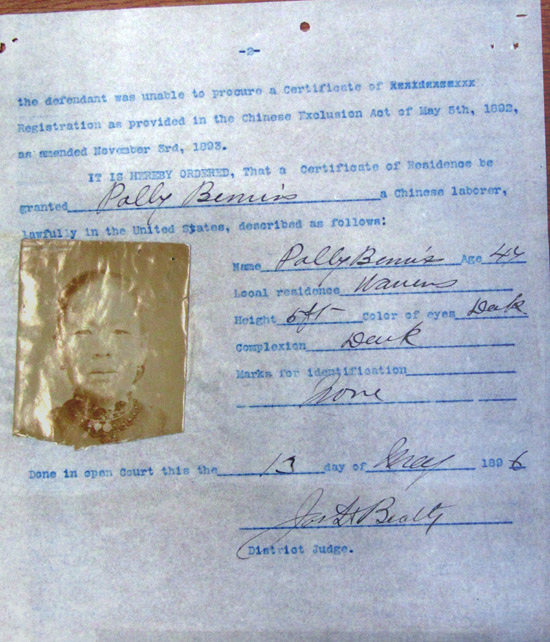 -2-
the defendant was unable to procure a Certificate of
Registration as provided in the Chinese Exclusion Act of May 5th, 1892,
as amended November 3rd, 1893.
IT IS HEREBY ORDERED, That a Certificate of Residence be
granted Polly Bemis a Chinese laborer,
lawfully in the United States, described as follows:
Name Polly Bemis Age 44
Local residence Warrens
Height 5ft Color of eyes Dark
Complexion Dark
Marks for identification
None
Done in open Court this the 13 day of May 1896
Jas H Beatty
District Judge.